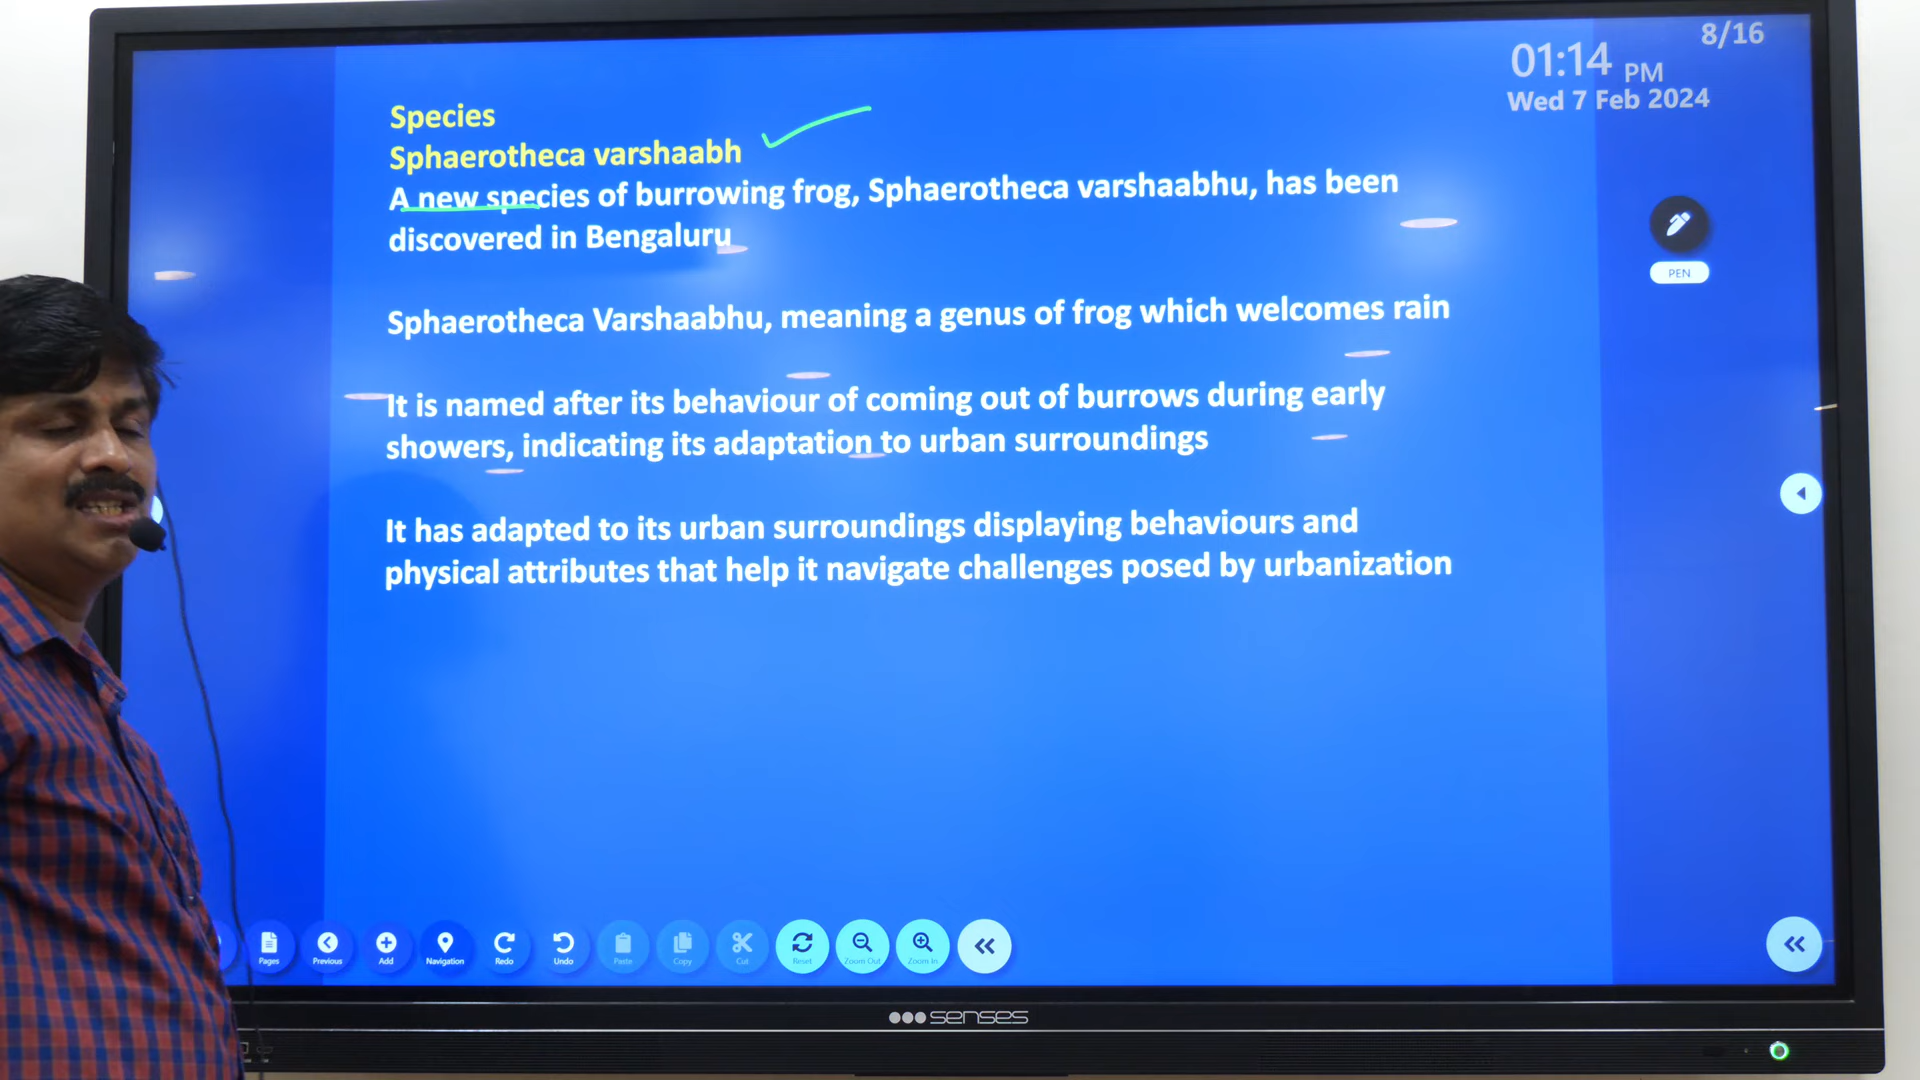 8/16
01:14 PM
Wed 7 Feb 2024
Species
Sphaerotheca varshaabh
A new species of burrowing frog, Sphaerotheca varshaabhu, has been
discovered in Bengaluru
Sphaerotheca Varshaabhu, meaning a genus of frog which welcomes rain
It is named after its behaviour of coming out of burrows during early
showers, indicating its adaptation to urban surroundings
It has adapted to its urban surroundings displaying behaviours and
physical attributes that help it navigate challenges posed by urbanization
PEN
Pages Previous Add Navigation Redo Undo Paste Copy Cut Reset Zoom Out Zoom In
senses